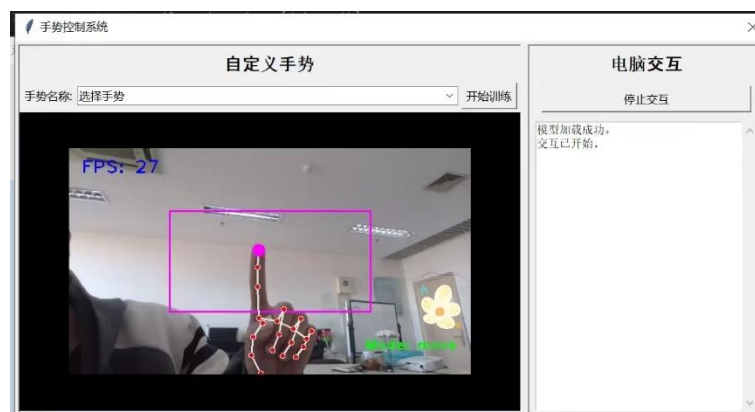 手势控制系统
自定义手势
手势名称: 选择手势
开始训练
FPS: 27
电脑交互
停止交互
模型加载成功。
交互已开始.